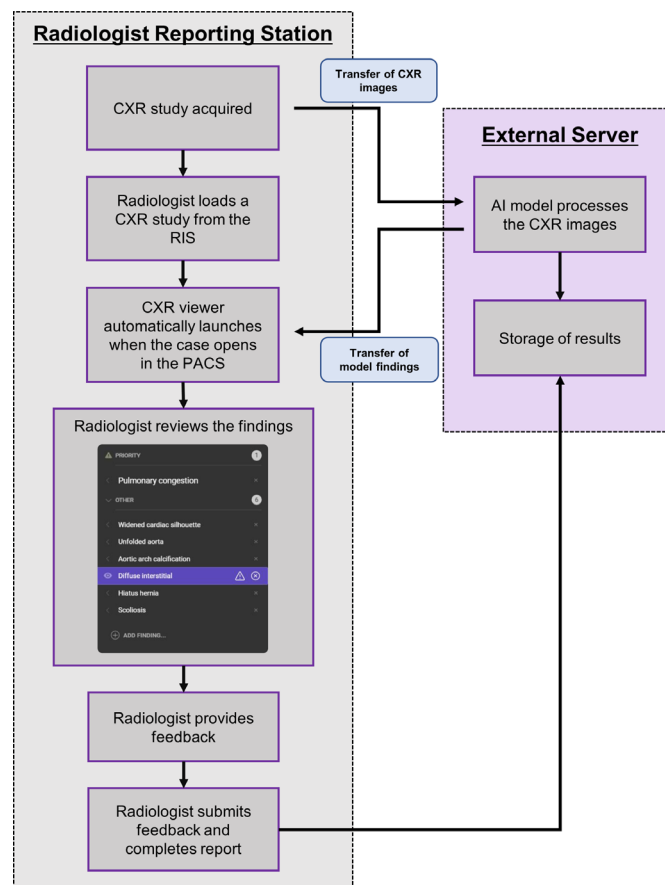 Radiologist Reporting Station
CXR study acquired
Transfer of CXR
images
External Server
Radiologist loads a
CXR study from the
RIS
AI model processes
the CXR images
CXR viewer
automatically launches
when the case opens
in the PACS
Transfer of
model findings
Storage of results
Radiologist reviews the findings
PRIORITY 1
Pulmonary congestion
OTHER 6
Widened cardiac silhouette
Unfolded aorta
Aortic arch calcification
Diffuse interstitial
Hiatus hernia
Scoliosis
ADD FINDING...
Radiologist provides
feedback
Radiologist submits
feedback and
completes report